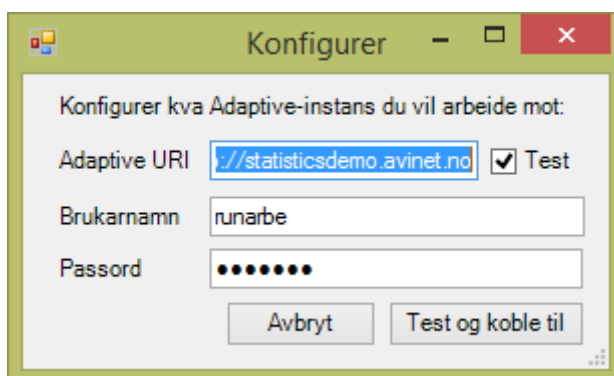 Konfigurer
Konfigurer kva Adaptive-instans du vil arbeide mot:
Adaptive URI ://statisticsdemo.avinet.no Test
Brukarnamn runarbe
Passord •••••••
Avbryt Test og koble til